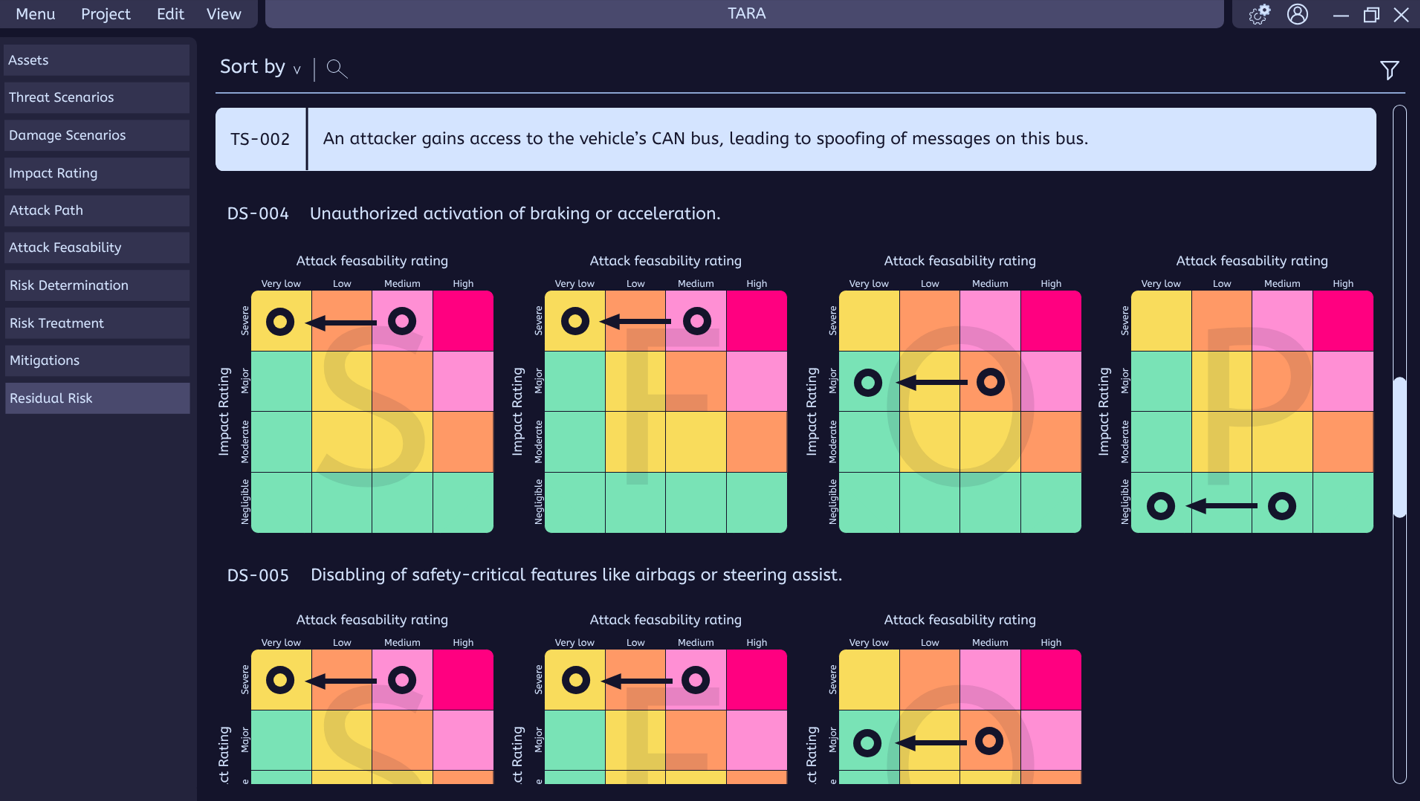 Menu Project Edit View
TARA
Assets
Threat Scenarios
Damage Scenarios
Impact Rating
Attack Path
Attack Feasability
Risk Determination
Risk Treatment
Mitigations
Residual Risk
Sort by v
TS-002 An attacker gains access to the vehicle’s CAN bus, leading to spoofing of messages on this bus.
DS-004 Unauthorized activation of braking or acceleration.
Attack feasability rating
Very low Low Medium High
Impact Rating
Severe
Major
Moderate
Negligible
S
Attack feasability rating
Very low Low Medium High
Impact Rating
Severe
Major
Moderate
Negligible
F
Attack feasability rating
Very low Low Medium High
Impact Rating
Severe
Major
Moderate
Negligible
O
Attack feasability rating
Very low Low Medium High
Impact Rating
Severe
Major
Moderate
Negligible
P
DS-005 Disabling of safety-critical features like airbags or steering assist.
Attack feasability rating
Very low Low Medium High
ct Rating
Severe
Major
e
S
Attack feasability rating
Very low Low Medium High
ct Rating
Severe
Major
e
F
Attack feasability rating
Very low Low Medium High
ct Rating
Severe
Major
e
O